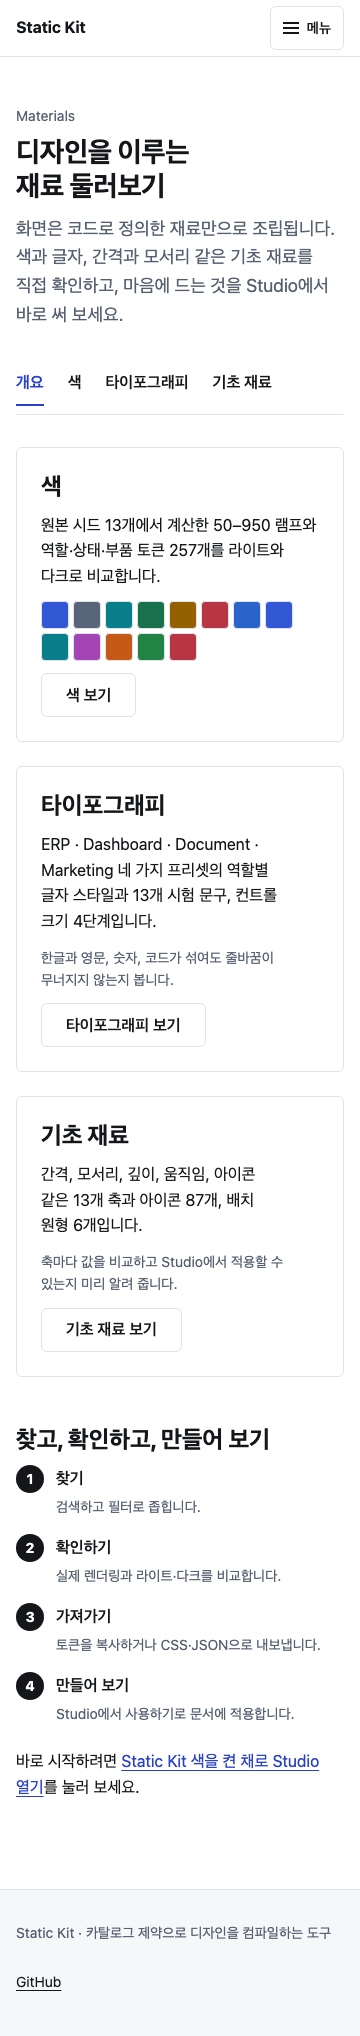 Static Kit
메뉴
Materials
디자인을 이루는
재료 둘러보기
화면은 코드로 정의한 재료만으로 조립됩니다.
색과 글자, 간격과 모서리 같은 기초 재료를
직접 확인하고, 마음에 드는 것을 Studio에서
바로 써 보세요.
개요 색 타이포그래피 기초 재료
색
원본 시드 13개에서 계산한 50–950 램프와
역할·상태·부품 토큰 257개를 라이트와
다크로 비교합니다.
색 보기
타이포그래피
ERP · Dashboard · Document ·
Marketing 네 가지 프리셋의 역할별
글자 스타일과 13개 시험 문구, 컨트롤
크기 4단계입니다.
한글과 영문, 숫자, 코드가 섞여도 줄바꿈이
무너지지 않는지 봅니다.
타이포그래피 보기
기초 재료
간격, 모서리, 깊이, 움직임, 아이콘
같은 13개 축과 아이콘 87개, 배치
원형 6개입니다.
축마다 값을 비교하고 Studio에서 적용할 수
있는지 미리 알려 줍니다.
기초 재료 보기
찾고, 확인하고, 만들어 보기
1 찾기
검색하고 필터로 좁힙니다.
2 확인하기
실제 렌더링과 라이트·다크를 비교합니다.
3 가져가기
토큰을 복사하거나 CSS·JSON으로 내보냅니다.
4 만들어 보기
Studio에서 사용하기로 문서에 적용합니다.
바로 시작하려면 Static Kit 색을 켠 채로 Studio
열기를 눌러 보세요.
Static Kit · 카탈로그 제약으로 디자인을 컴파일하는 도구
GitHub